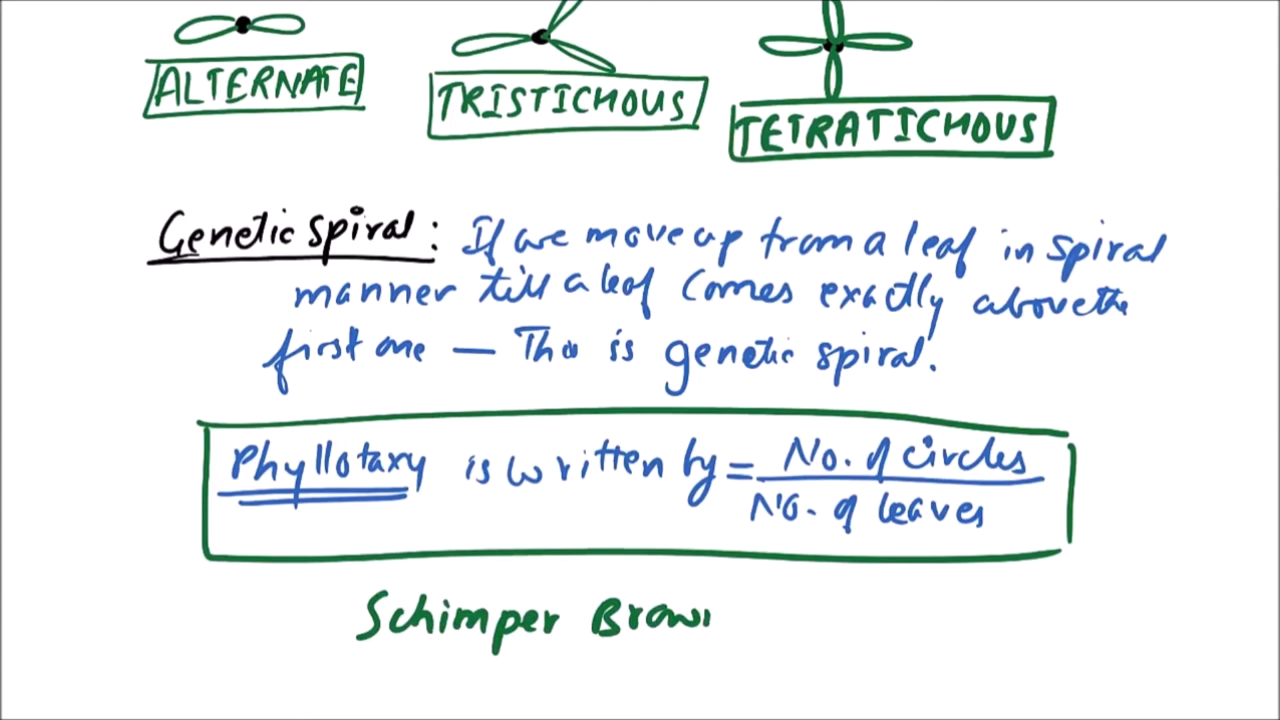 ALTERNATE
TRISTICHOUS
TETRATICHOUS
Genetic spiral : If we move up from a leaf in spiral
manner till a leaf comes exactly above the
first one — This is genetic spiral.
Phyllotaxy is written by = No. of circles
No. of leaves
Schimper Brown